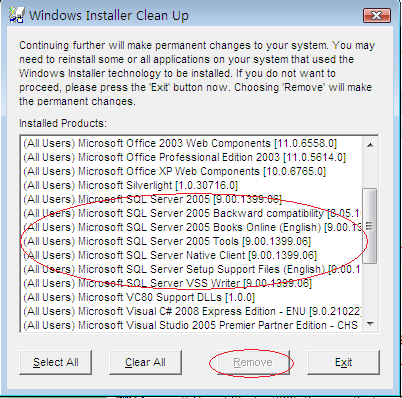 Windows Installer Clean Up
Continuing further will make permanent changes to your system. You may
need to reinstall some or all applications on your system that used the
Windows Installer technology to be installed. If you do not want to
proceed, please press the 'Exit' button now. Choosing 'Remove' will make
the permanent changes.
Installed Products:
(All Users) Microsoft Office 2003 Web Components [11.0.6558.0]
(All Users) Microsoft Office Professional Edition 2003 [11.0.5614.0]
(All Users) Microsoft Office XP Web Components [10.0.6765.0]
(All Users) Microsoft Silverlight [1.0.30716.0]
(All Users) Microsoft SQL Server 2005 [9.00.1399.06]
(All Users) Microsoft SQL Server 2005 Backward compatibility [8.05.1
(All Users) Microsoft SQL Server 2005 Books Online (English) [9.00.1
(All Users) Microsoft SQL Server 2005 Tools [9.00.1399.06]
(All Users) Microsoft SQL Server Native Client [9.00.1399.06]
(All Users) Microsoft SQL Server Setup Support Files (English) [9.00.1
(All Users) Microsoft SQL Server VSS Writer [9.00.1399.06]
(All Users) Microsoft VC80 Support DLLs [1.0.0]
(All Users) Microsoft Visual C# 2008 Express Edition - ENU [9.0.21022]
(All Users) Microsoft Visual Studio 2005 Premier Partner Edition - CHS
Select All
Clear All
Remove
Exit